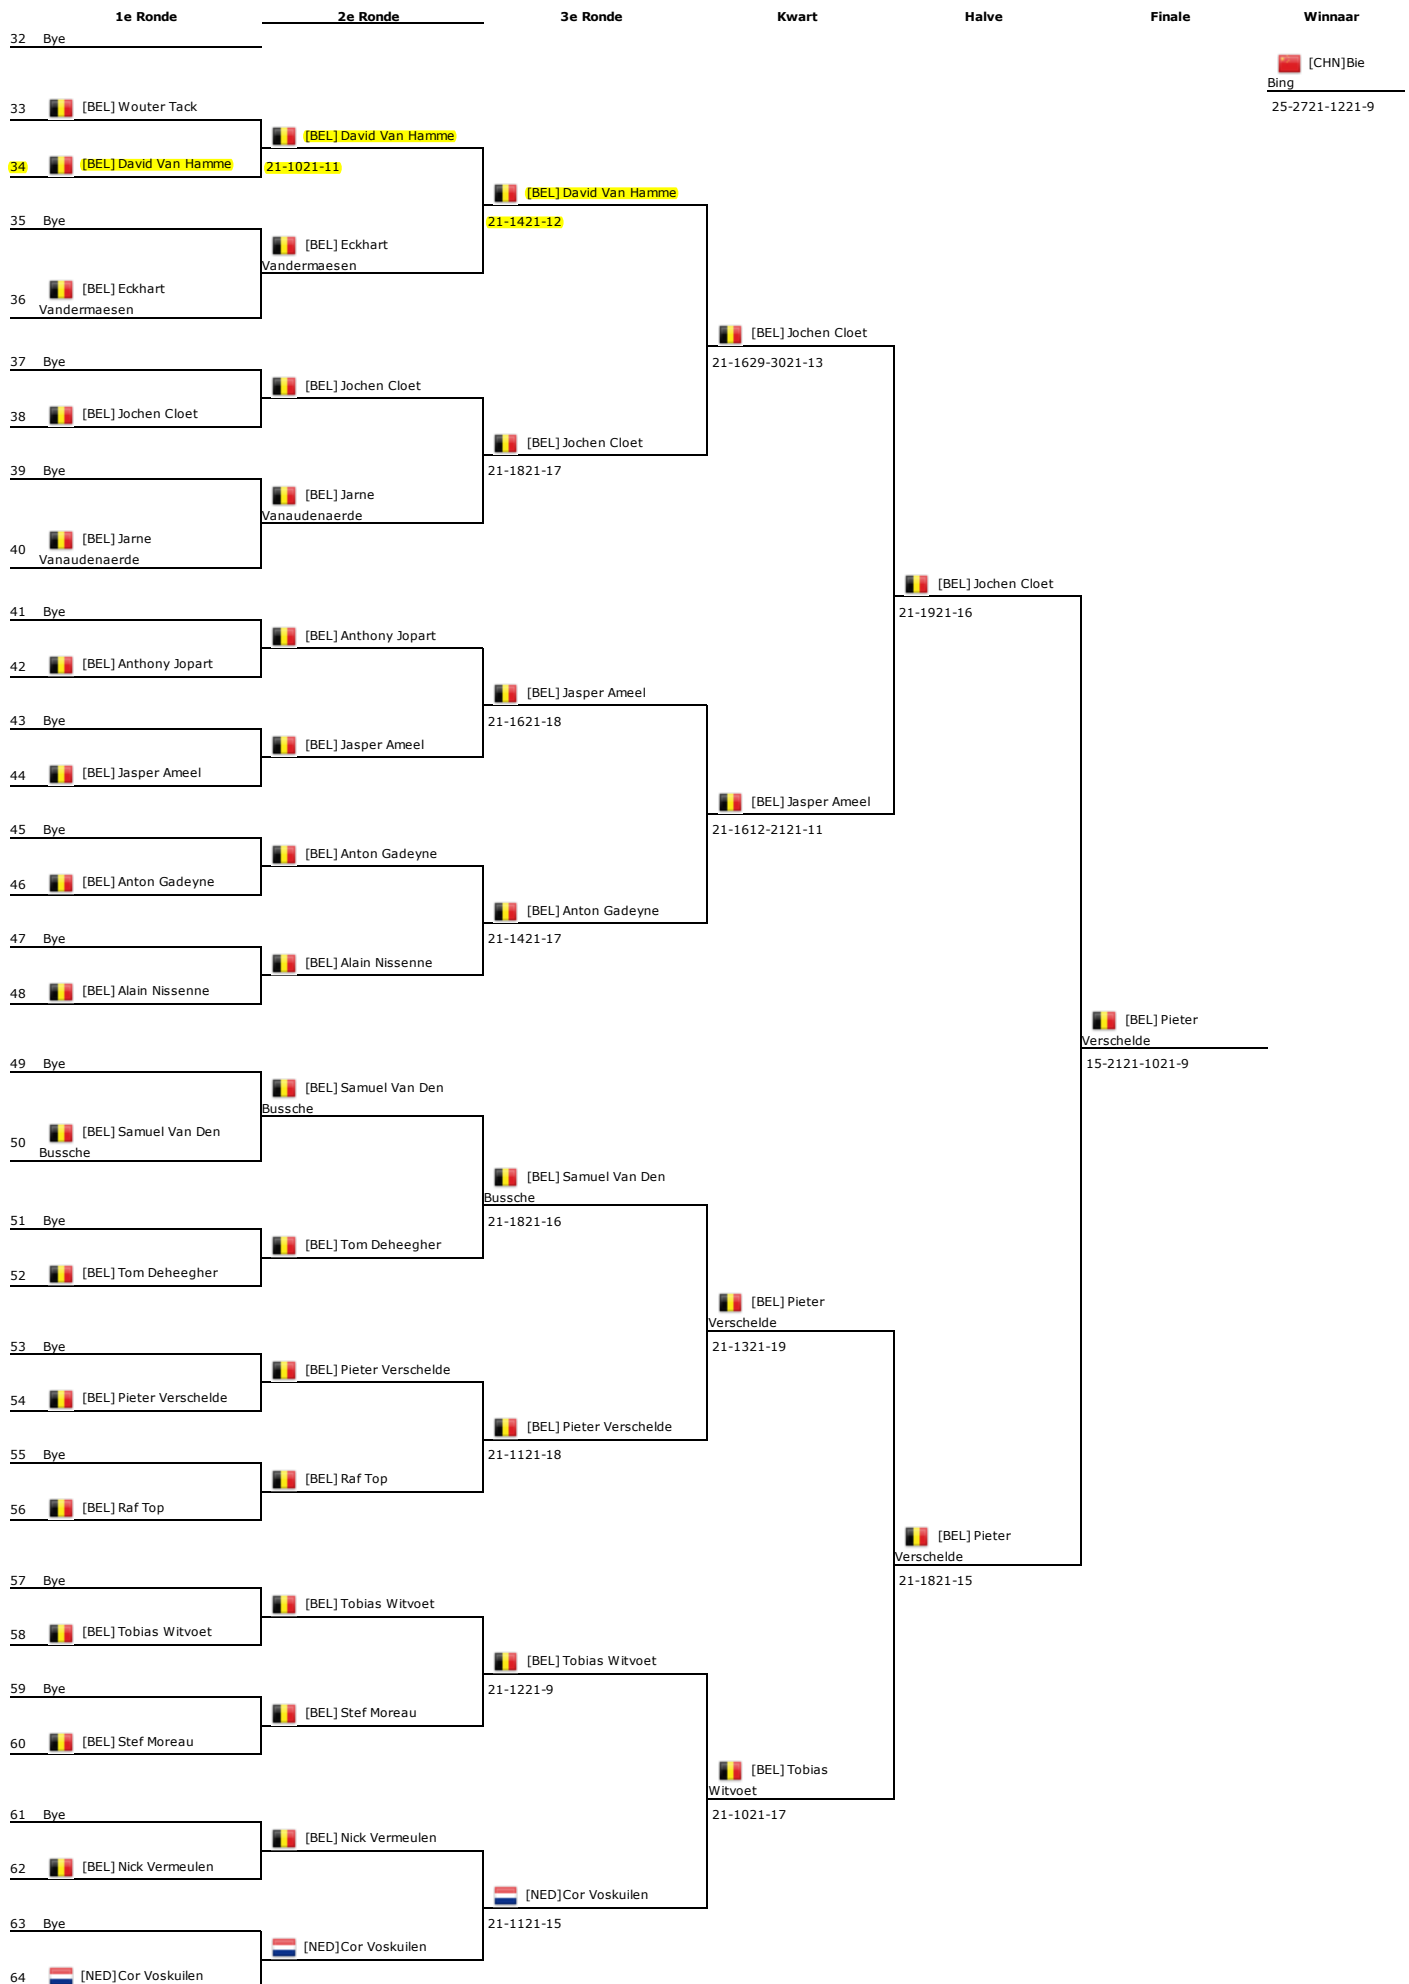 1e Ronde 2e Ronde 3e Ronde Kwart Halve Finale Winnaar
32 Bye
[CHN]Bie
Bing
25-2721-1221-9
33 [BEL] Wouter Tack
[BEL] David Van Hamme
34 [BEL] David Van Hamme
21-1021-11
[BEL] David Van Hamme
21-1421-12
35 Bye
[BEL] Eckhart
Vandermaesen
36 [BEL] Eckhart
Vandermaesen
[BEL] Jochen Cloet
21-1629-3021-13
37 Bye
[BEL] Jochen Cloet
38 [BEL] Jochen Cloet
[BEL] Jochen Cloet
21-1821-17
39 Bye
[BEL] Jarne
Vanaudenaerde
40 [BEL] Jarne
Vanaudenaerde
[BEL] Jochen Cloet
21-1921-16
41 Bye
[BEL] Anthony Jopart
42 [BEL] Anthony Jopart
[BEL] Jasper Ameel
21-1621-18
43 Bye
[BEL] Jasper Ameel
44 [BEL] Jasper Ameel
[BEL] Jasper Ameel
21-1612-2121-11
45 Bye
[BEL] Anton Gadeyne
46 [BEL] Anton Gadeyne
[BEL] Anton Gadeyne
21-1421-17
47 Bye
[BEL] Alain Nissenne
48 [BEL] Alain Nissenne
[BEL] Pieter
Verschelde
15-2121-1021-9
49 Bye
[BEL] Samuel Van Den
Bussche
50 [BEL] Samuel Van Den
Bussche
[BEL] Samuel Van Den
Bussche
21-1821-16
51 Bye
[BEL] Tom Deheegher
52 [BEL] Tom Deheegher
[BEL] Pieter
Verschelde
21-1321-19
53 Bye
[BEL] Pieter Verschelde
54 [BEL] Pieter Verschelde
[BEL] Pieter Verschelde
21-1121-18
55 Bye
[BEL] Raf Top
56 [BEL] Raf Top
[BEL] Pieter
Verschelde
21-1821-15
57 Bye
[BEL] Tobias Witvoet
58 [BEL] Tobias Witvoet
[BEL] Tobias Witvoet
21-1221-9
59 Bye
[BEL] Stef Moreau
60 [BEL] Stef Moreau
[BEL] Tobias
Witvoet
21-1021-17
61 Bye
[BEL] Nick Vermeulen
62 [BEL] Nick Vermeulen
[NED]Cor Voskuilen
21-1121-15
63 Bye
[NED]Cor Voskuilen
64 [NED]Cor Voskuilen